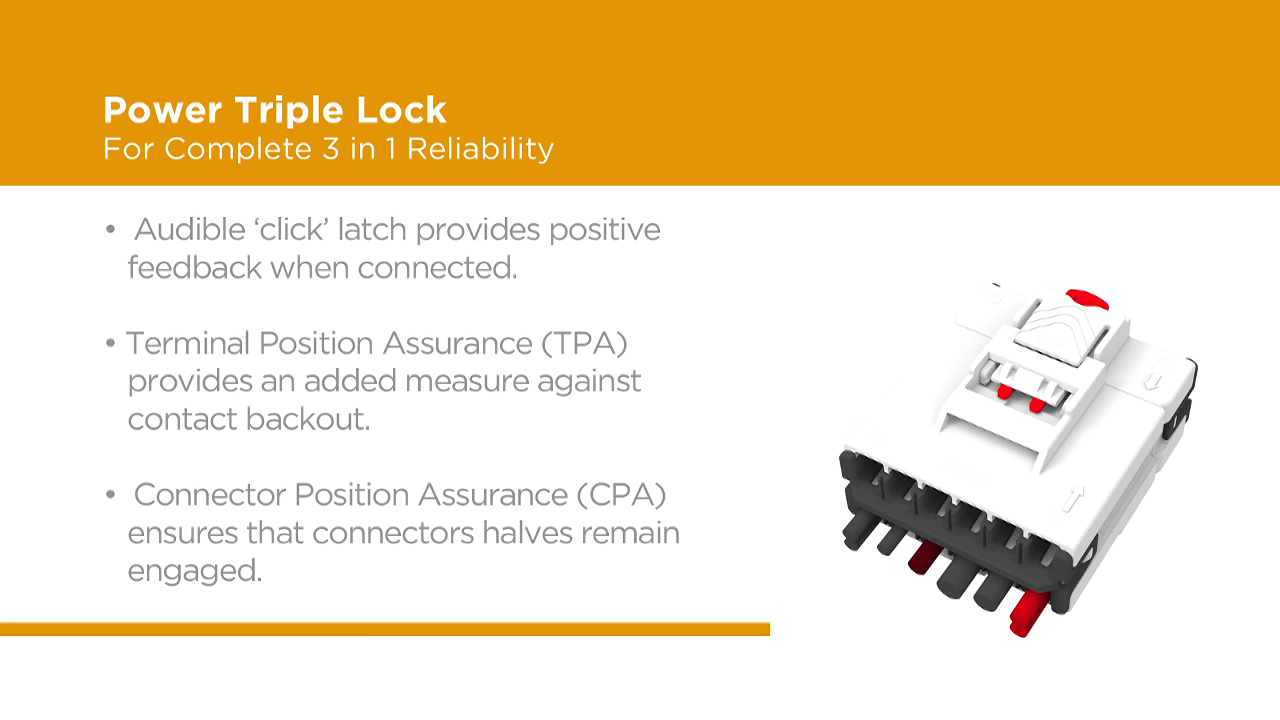 Power Triple Lock
For Complete 3 in 1 Reliability
• Audible ‘click’ latch provides positive
feedback when connected.
• Terminal Position Assurance (TPA)
provides an added measure against
contact backout.
• Connector Position Assurance (CPA)
ensures that connectors halves remain
engaged.